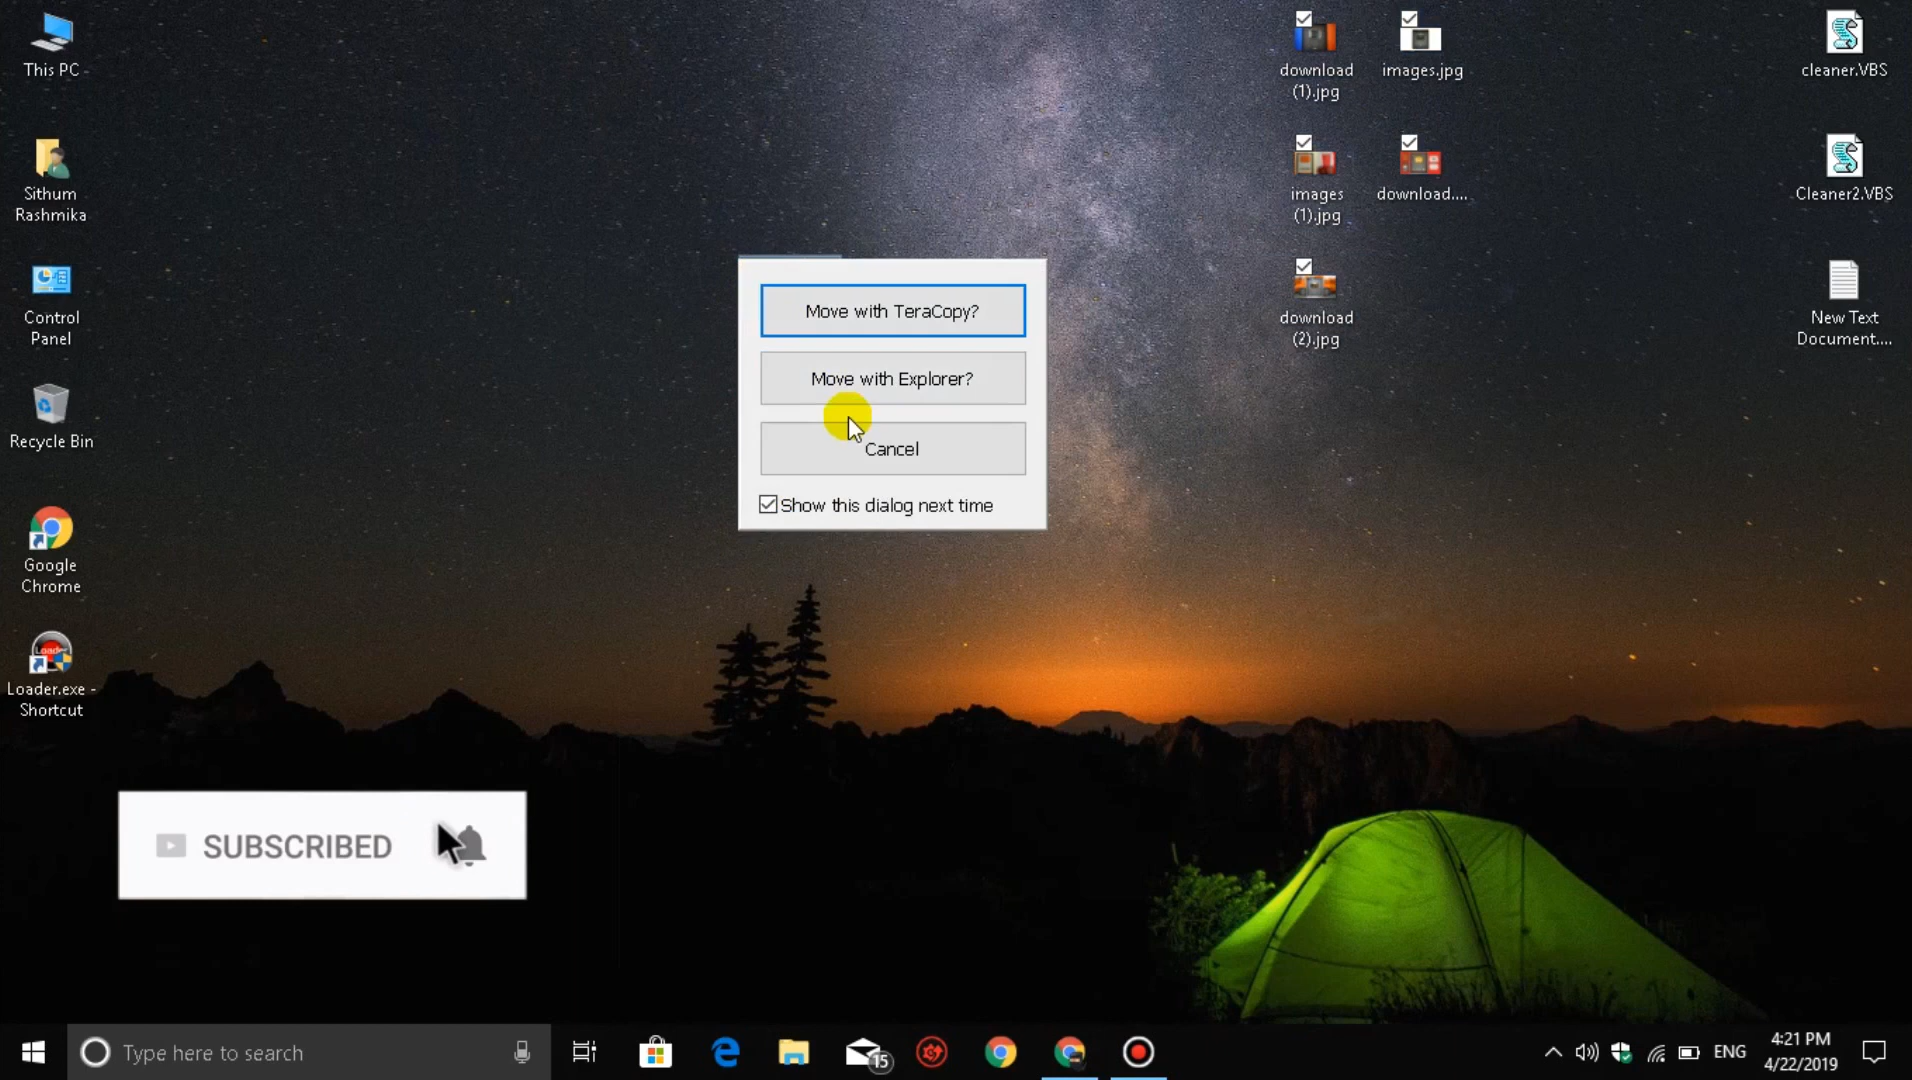 This PC
Sithum
Rashmika
Control
Panel
Recycle Bin
Google
Chrome
Loader
Loader.exe -
Shortcut
download
(1).jpg
images.jpg
images
(1).jpg
download....
download
(2).jpg
cleaner.VBS
Cleaner2.VBS
New Text
Document....
Move with TeraCopy?
Move with Explorer?
Cancel
Show this dialog next time
SUBSCRIBED
Type here to search
15
ENG
4:21 PM
4/22/2019